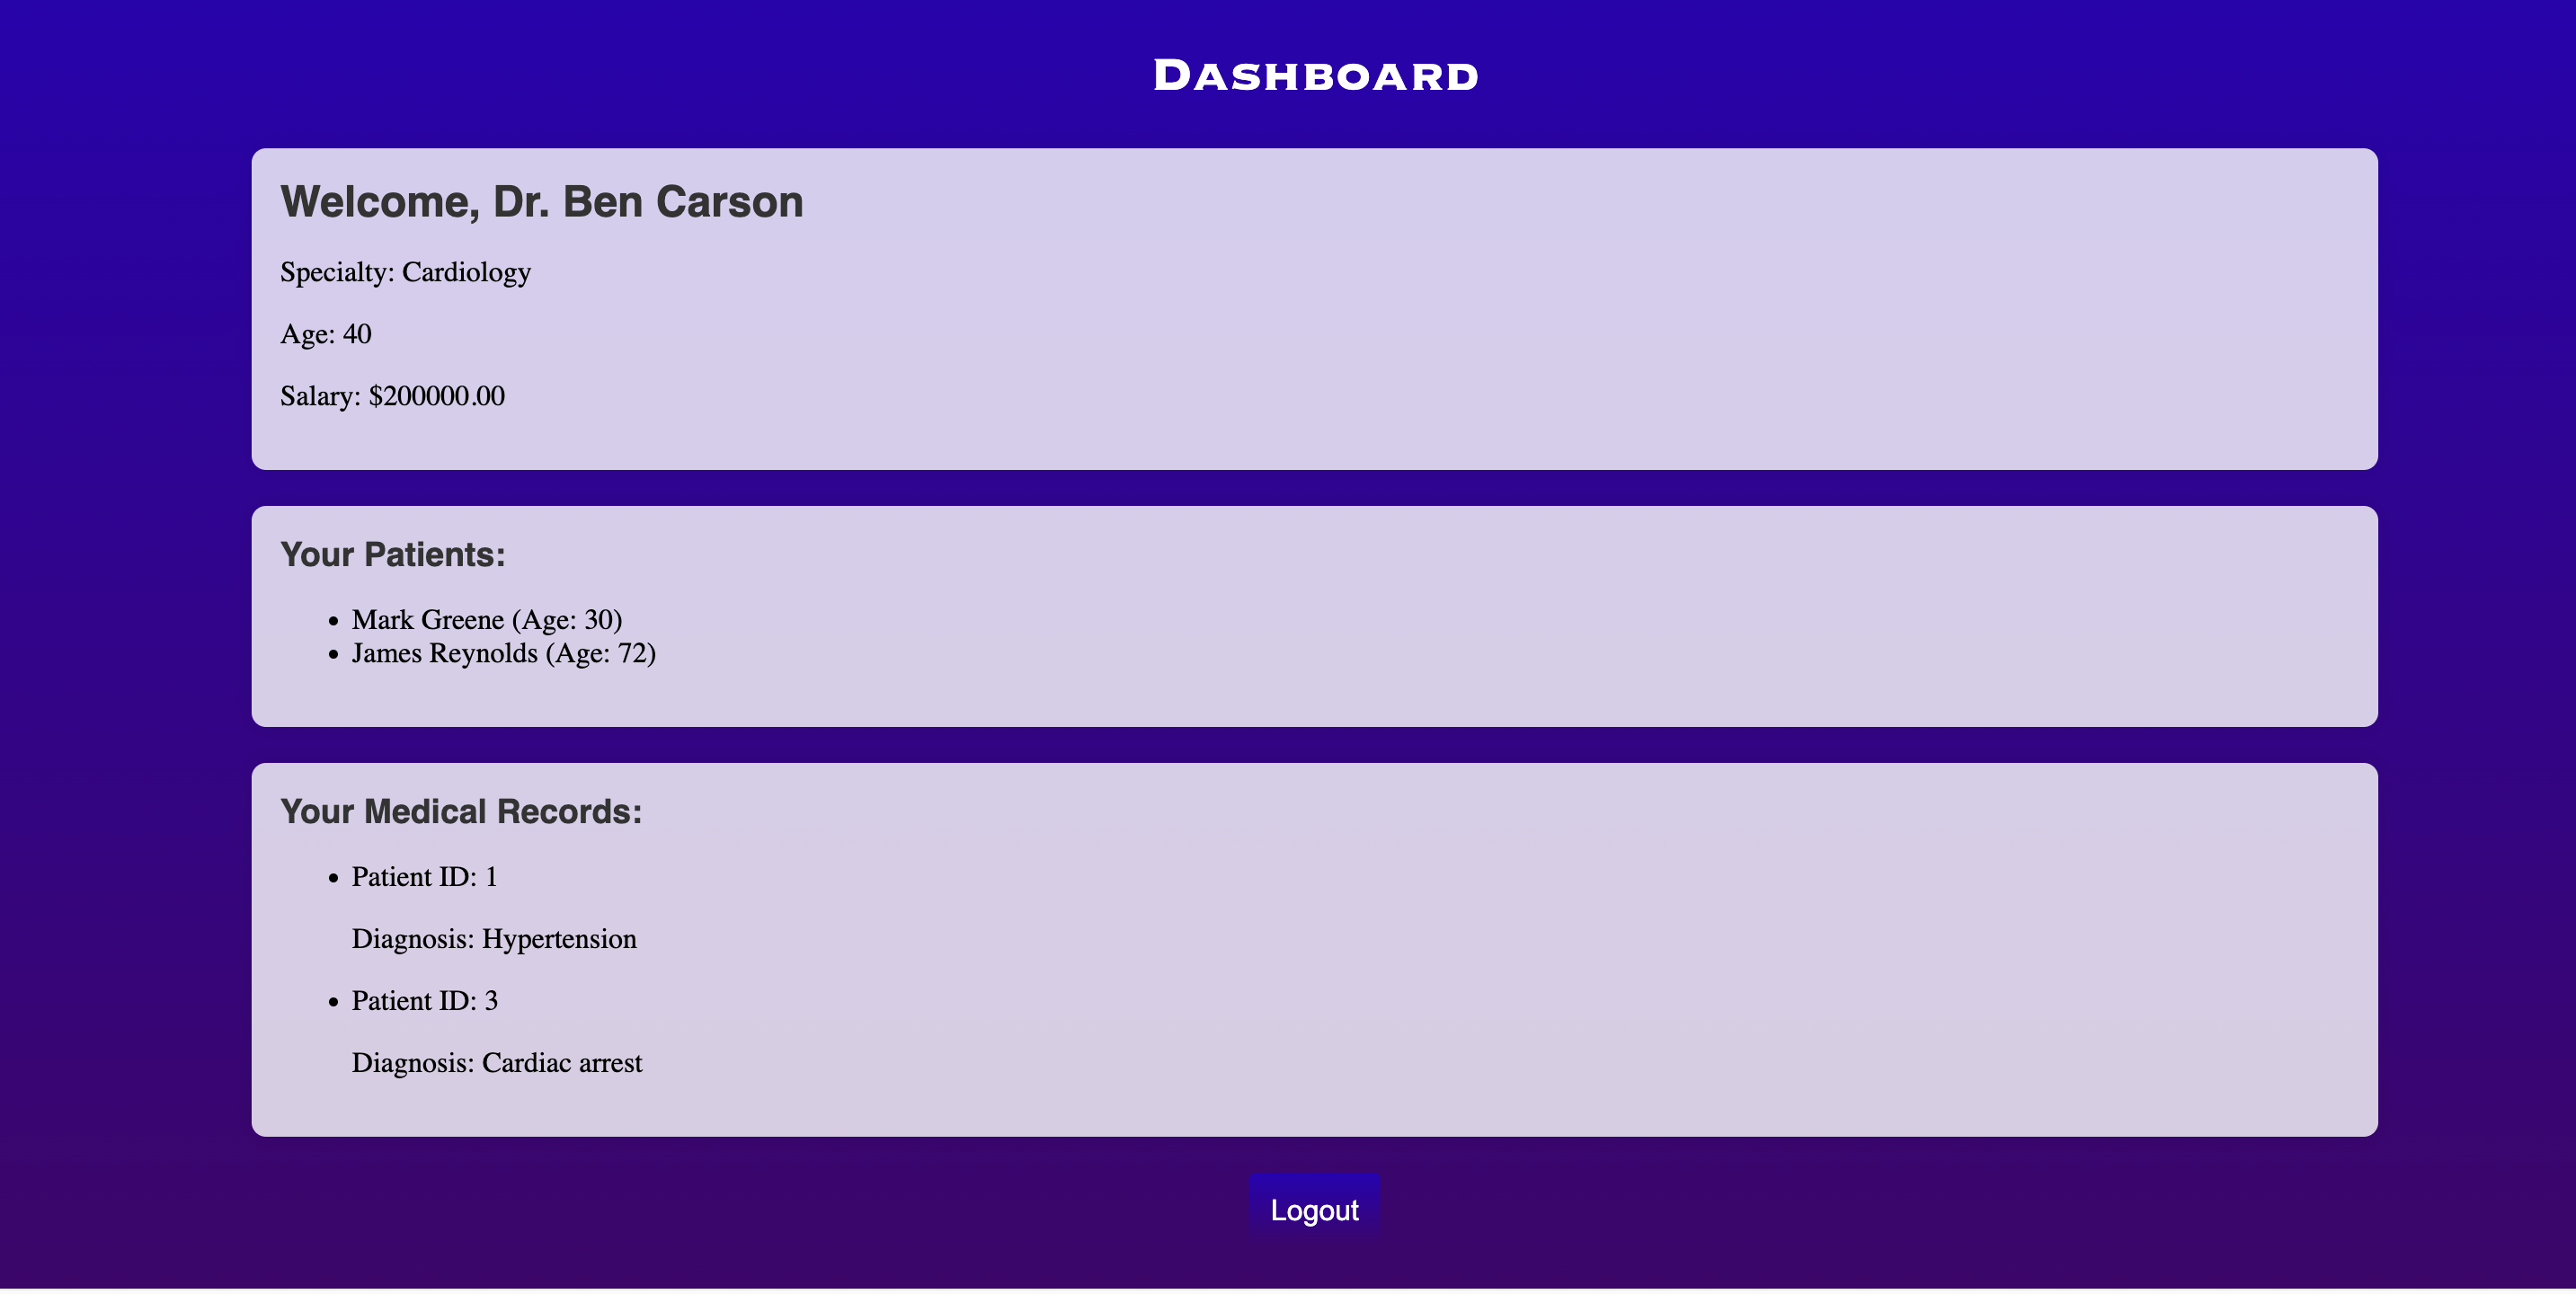 Dashboard
Welcome, Dr. Ben Carson
Specialty: Cardiology
Age: 40
Salary: $200000.00
Your Patients:
Mark Greene (Age: 30)
James Reynolds (Age: 72)
Your Medical Records:
Patient ID: 1
Diagnosis: Hypertension
Patient ID: 3
Diagnosis: Cardiac arrest
Logout